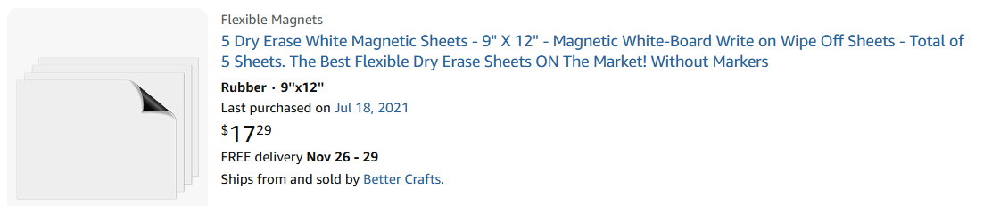 Flexible Magnets
5 Dry Erase White Magnetic Sheets - 9" X 12" - Magnetic White-Board Write on Wipe Off Sheets - Total of
5 Sheets. The Best Flexible Dry Erase Sheets ON The Market! Without Markers
Rubber · 9''x12''
Last purchased on Jul 18, 2021
$17 29
FREE delivery Nov 26 - 29
Ships from and sold by Better Crafts.